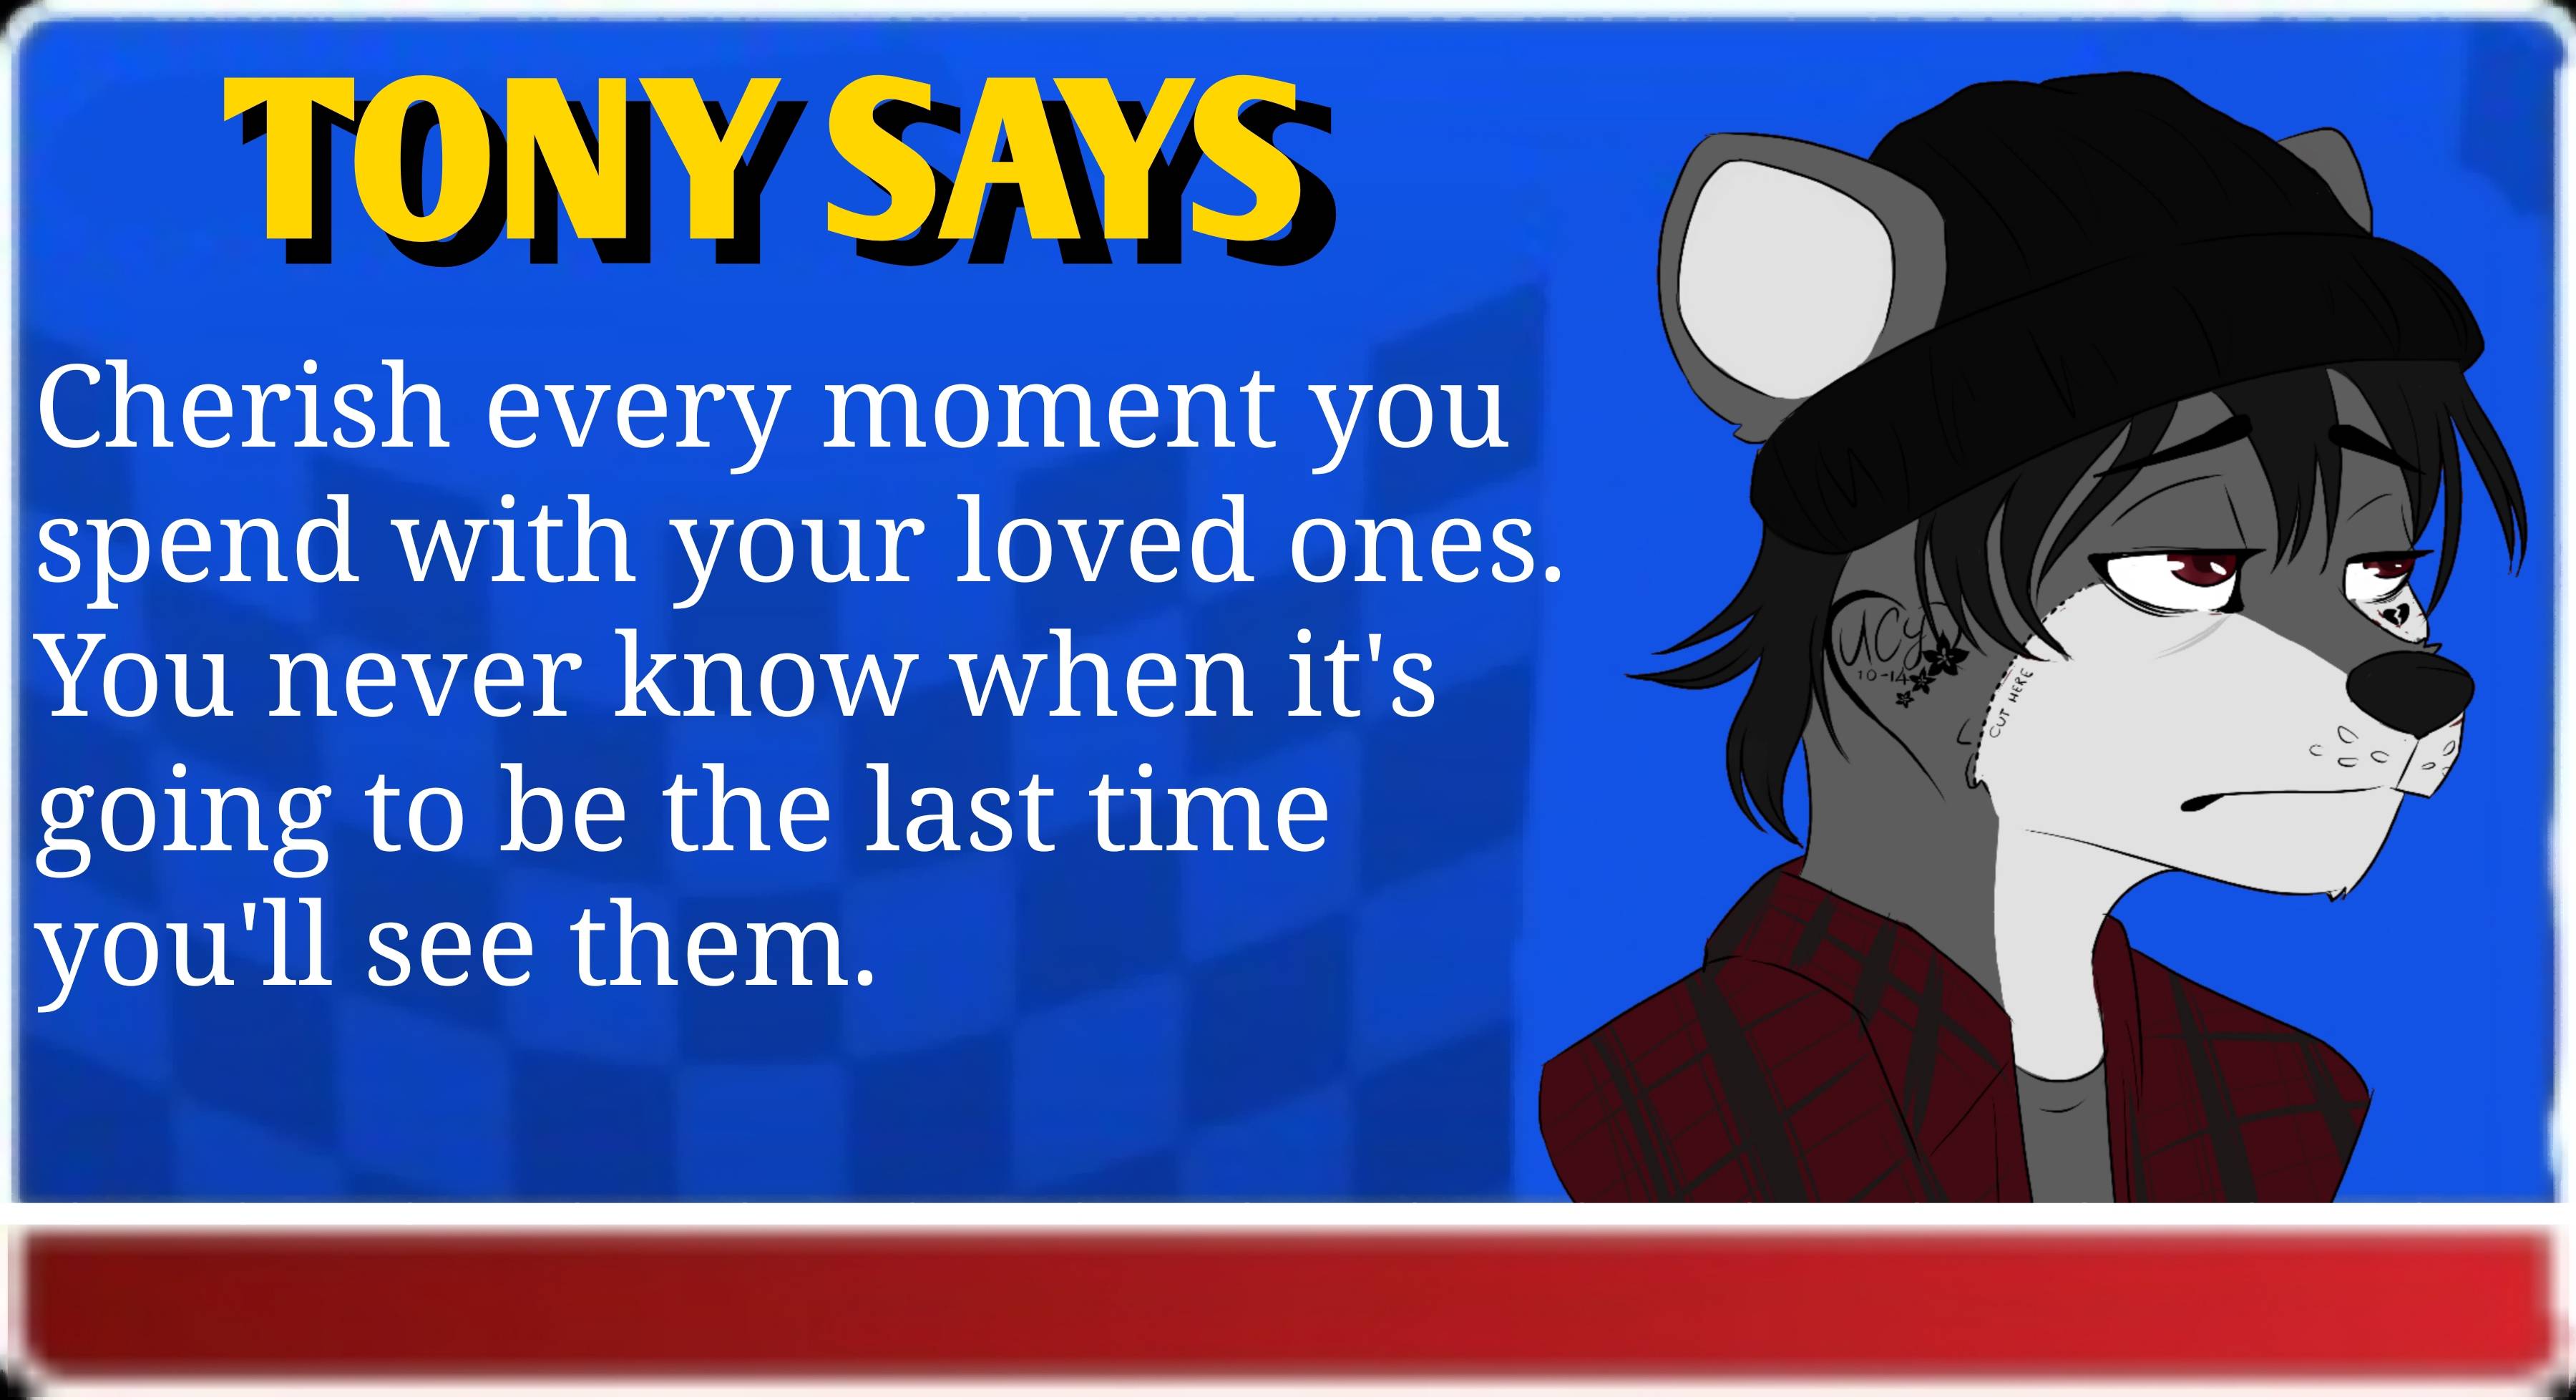 TONY SAYS
Cherish every moment you
spend with your loved ones.
You never know when it's
going to be the last time
you'll see them.
ucy
10-14
CUT HERE